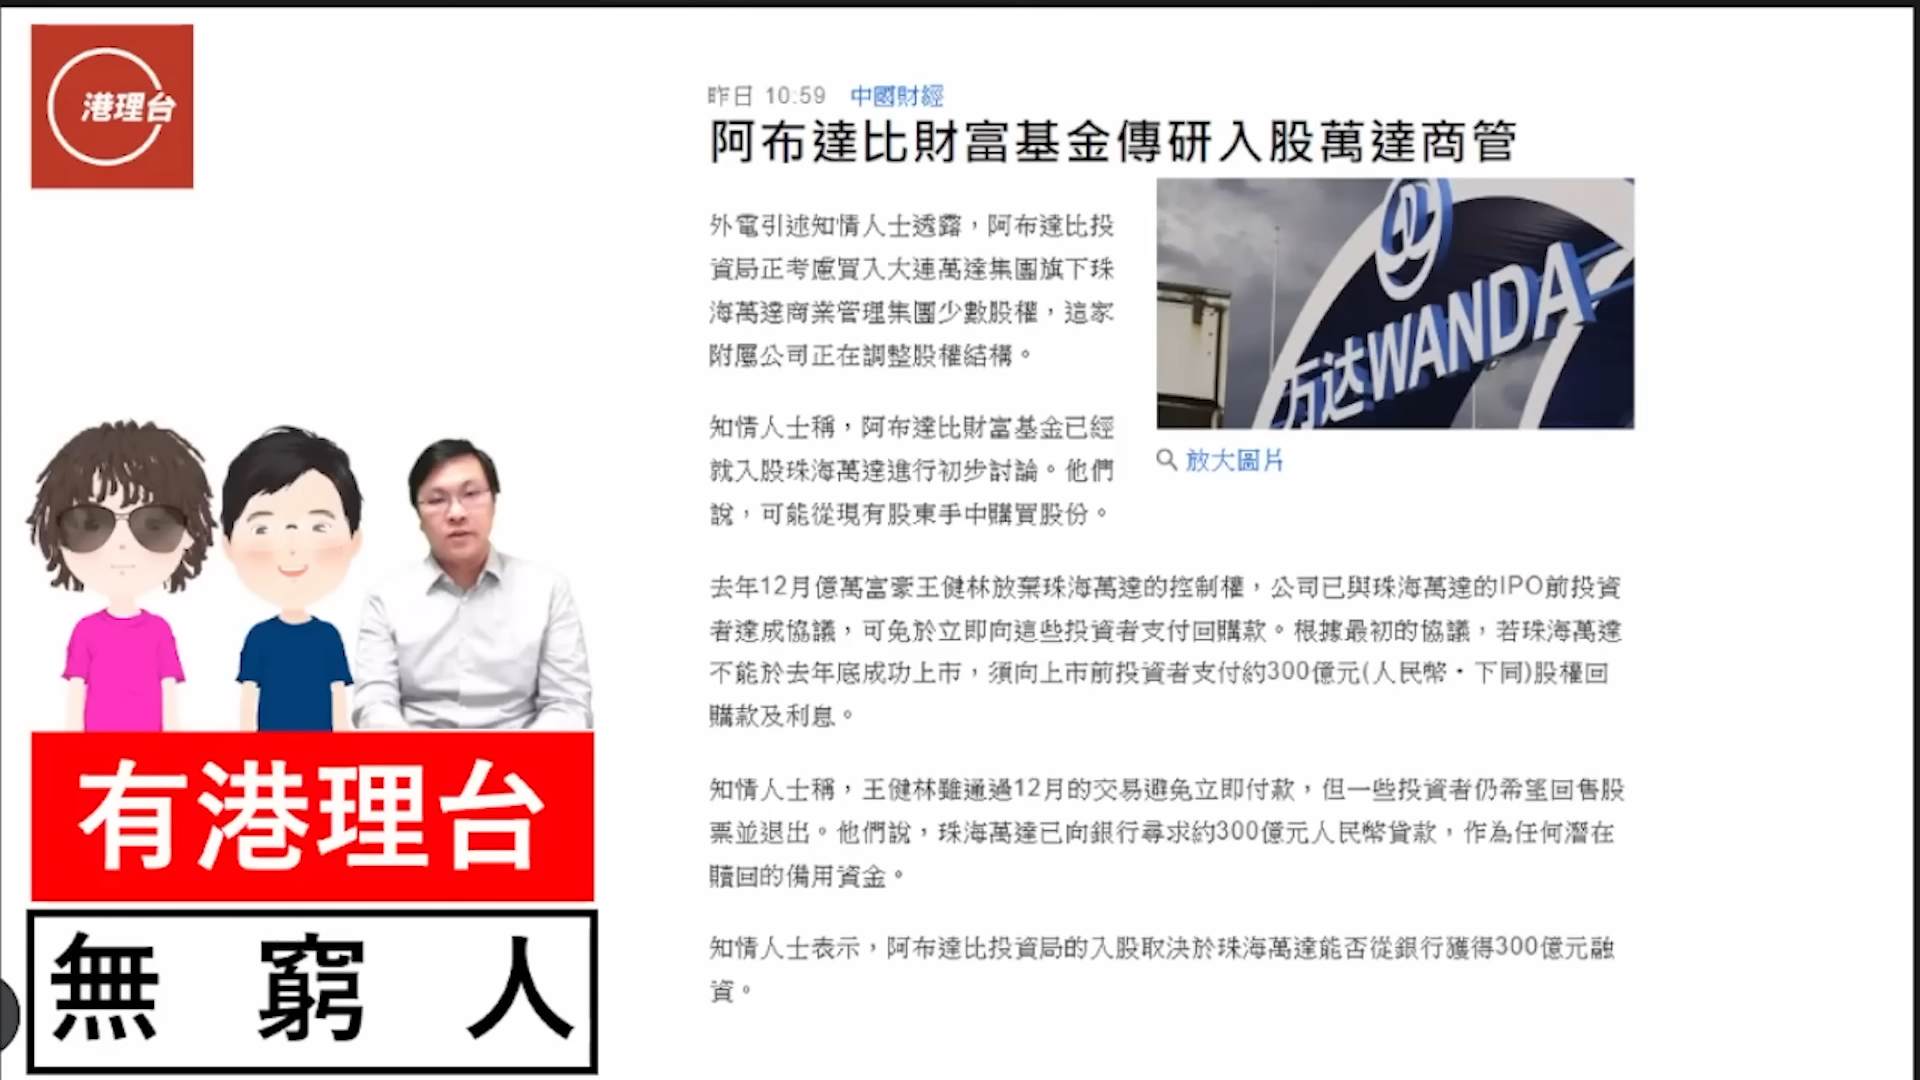 港理台
昨日 10:59 中國財經
阿布達比財富基金傳研入股萬達商管
外電引述知情人士透露，阿布達比投
資局正考慮買入大連萬達集團旗下珠
海萬達商業管理集團少數股權，這家
附屬公司正在調整股權結構。
万达WANDA
放大圖片
知情人士稱，阿布達比財富基金已經
就入股珠海萬達進行初步討論。他們
說，可能從現有股東手中購買股份。
去年12月億萬富豪王健林放棄珠海萬達的控制權，公司已與珠海萬達的IPO前投資
者達成協議，可免於立即向這些投資者支付回購款。根據最初的協議，若珠海萬達
不能於去年底成功上市，須向上市前投資者支付約300億元(人民幣‧下同)股權回
購款及利息。
知情人士稱，王健林雖通過12月的交易避免立即付款，但一些投資者仍希望回售股
票並退出。他們說，珠海萬達已向銀行尋求約300億元人民幣貸款，作為任何潛在
贖回的備用資金。
知情人士表示，阿布達比投資局的入股取決於珠海萬達能否從銀行獲得300億元融
資。
有港理台
無窮人